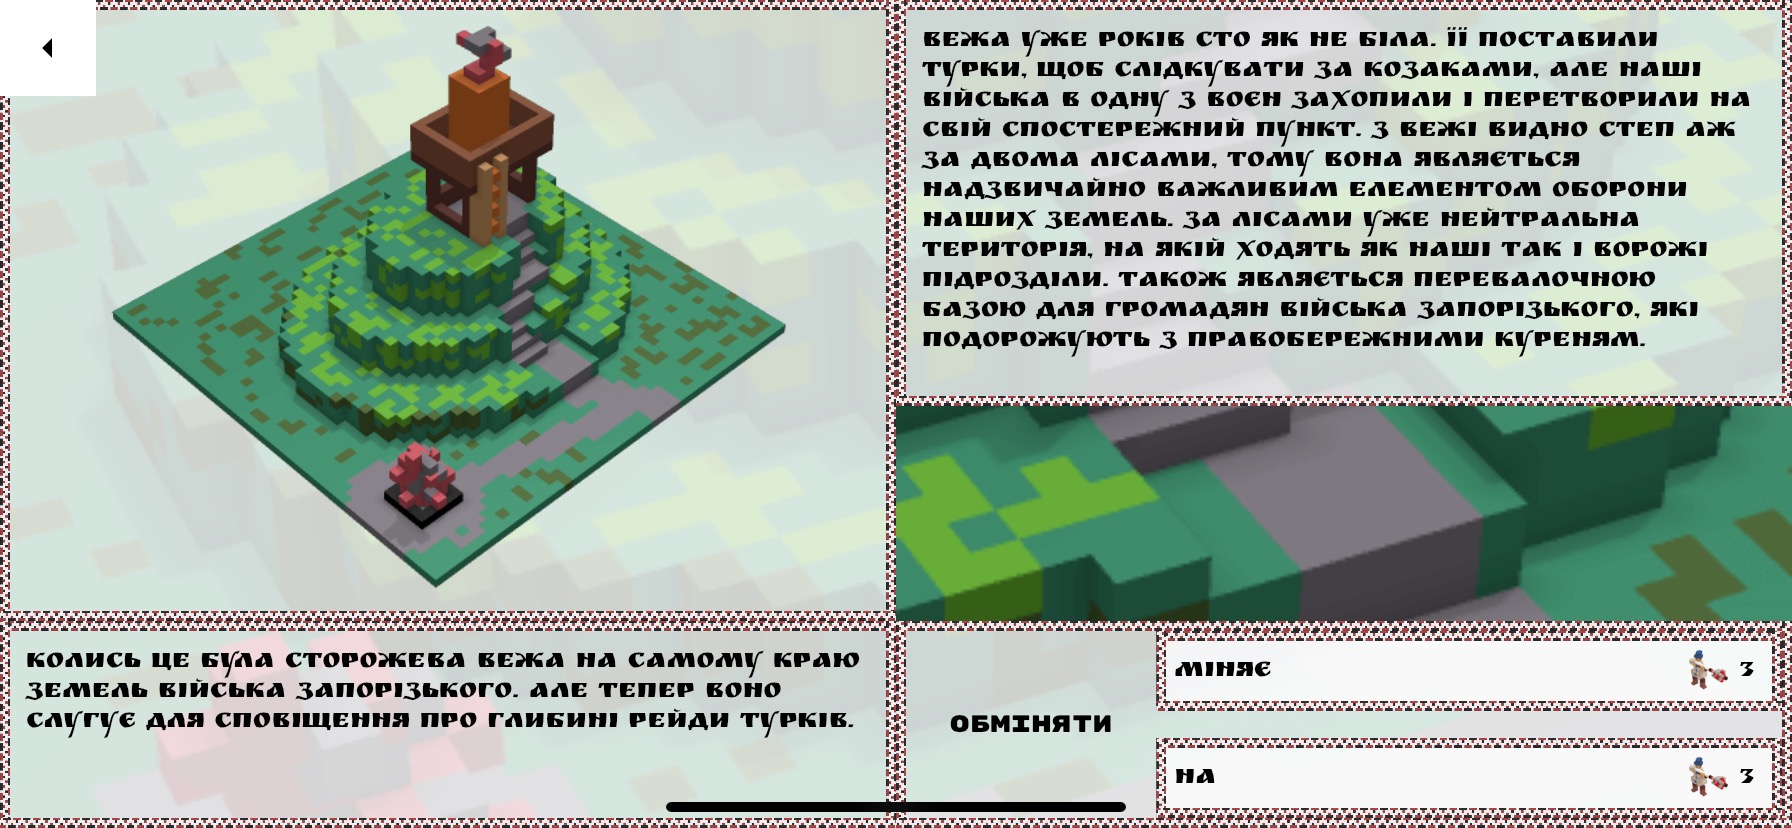 ВЕЖА УЖЕ РОКІВ СТО ЯК НЕ БІЛА. ЇЇ ПОСТАВИЛИ
ТУРКИ, ЩОБ СЛІДКУВАТИ ЗА КОЗАКАМИ, АЛЕ НАШІ
ВІЙСЬКА В ОДНУ З ВОЄН ЗАХОПИЛИ І ПЕРЕТВОРИЛИ НА
СВІЙ СПОСТЕРЕЖНИЙ ПУНКТ. З ВЕЖІ ВИДНО СТЕП АЖ
ЗА ДВОМА ЛІСАМИ, ТОМУ ВОНА ЯВЛЯЄТЬСЯ
НАДЗВИЧАЙНО ВАЖЛИВИМ ЕЛЕМЕНТОМ ОБОРОНИ
НАШИХ ЗЕМЕЛЬ. ЗА ЛІСАМИ УЖЕ НЕЙТРАЛЬНА
ТЕРИТОРІЯ, НА ЯКІЙ ХОДЯТЬ ЯК НАШІ ТАК І ВОРОЖІ
ПІДРОЗДІЛИ. ТАКОЖ ЯВЛЯЄТЬСЯ ПЕРЕВАЛОЧНОЮ
БАЗОЮ ДЛЯ ГРОМАДЯН ВІЙСЬКА ЗАПОРІЗЬКОГО, ЯКІ
ПОДОРОЖУЮТЬ З ПРАВОБЕРЕЖНИМИ КУРЕНЯМ.
КОЛИСЬ ЦЕ БУЛА СТОРОЖЕВА ВЕЖА НА САМОМУ КРАЮ
ЗЕМЕЛЬ ВІЙСЬКА ЗАПОРІЗЬКОГО. АЛЕ ТЕПЕР ВОНО
СЛУГУЄ ДЛЯ СПОВІЩЕННЯ ПРО ГЛИБИНІ РЕЙДИ ТУРКІВ.
ОБМІНЯТИ
МІНЯЄ 3
НА 3